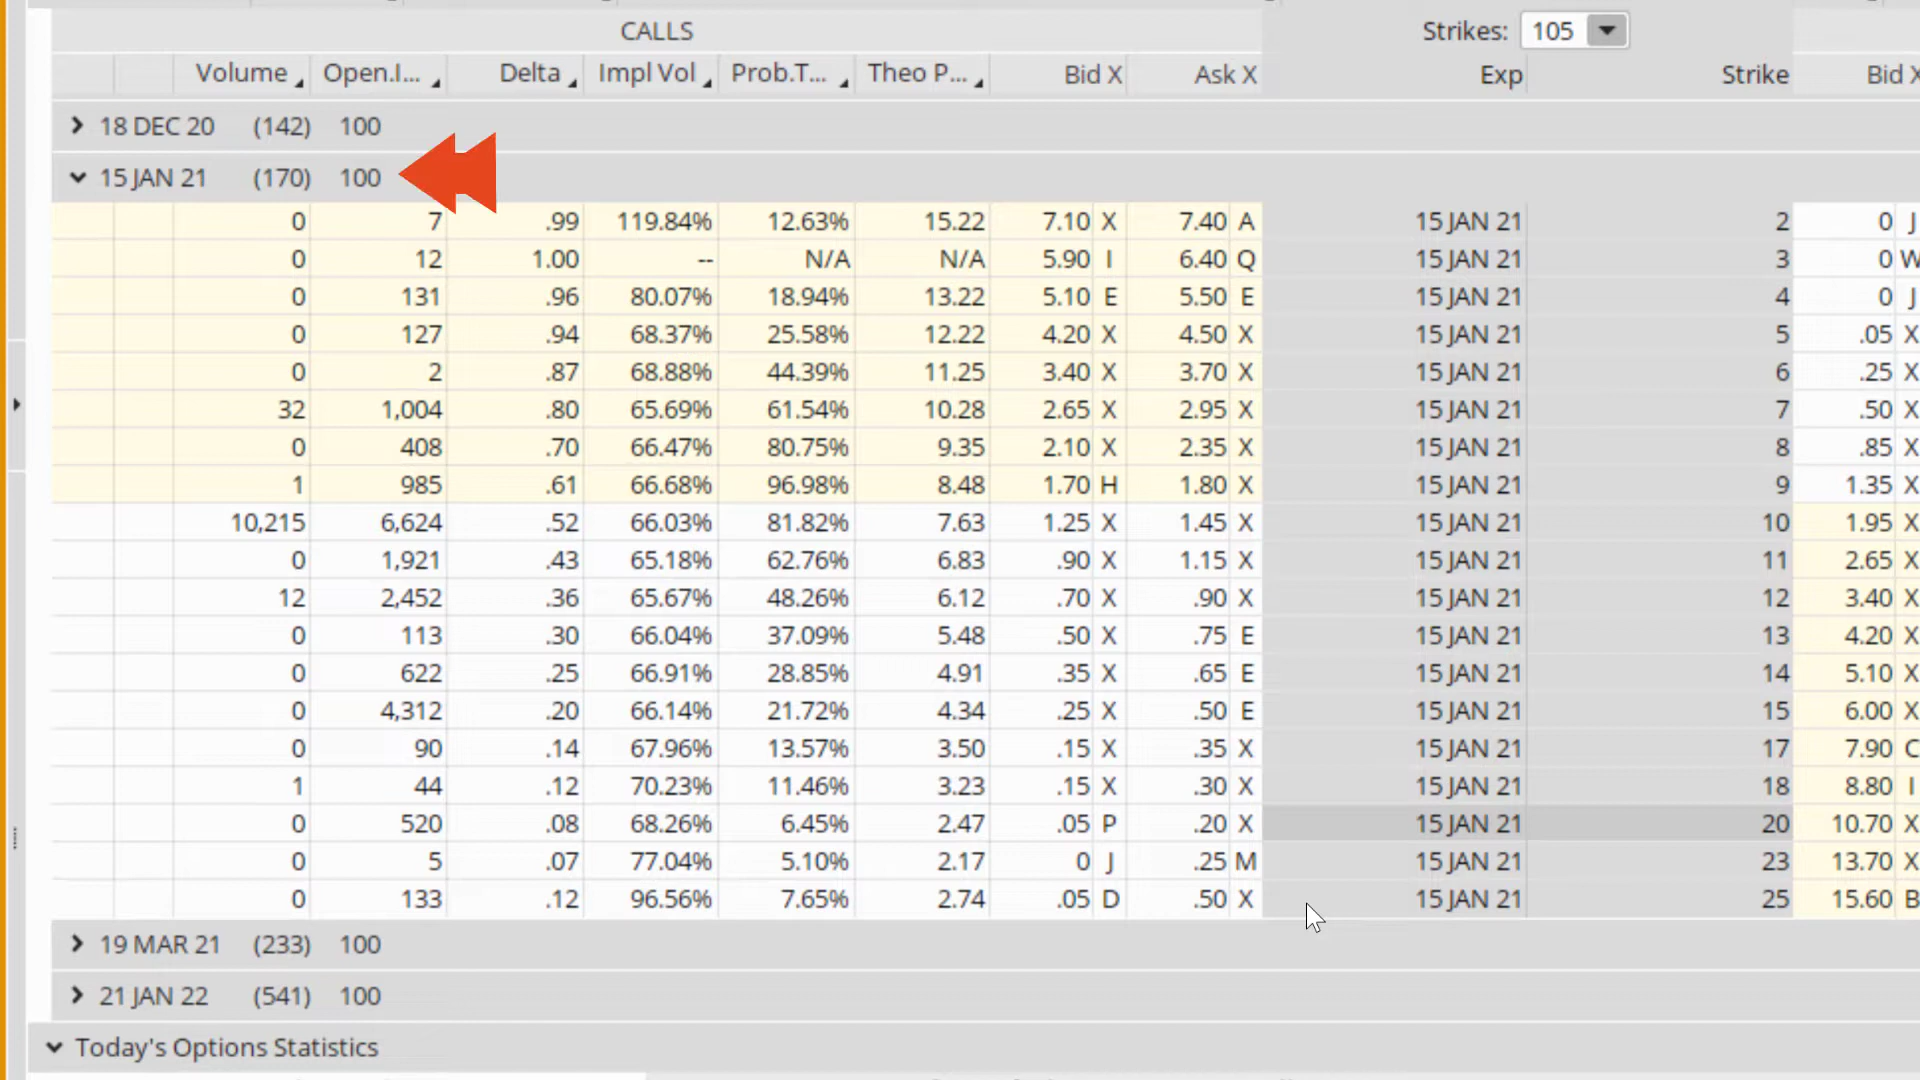 CALLS Strikes: 105
Volume Open.I... Delta Impl Vol Prob.T... Theo P... Bid X Ask X Exp Strike Bid X
18 DEC 20 (142) 100
15 JAN 21 (170) 100
0 7 .99 119.84% 12.63% 15.22 7.10 X 7.40 A 15 JAN 21 2 0 J
0 12 1.00 -- N/A N/A 5.90 I 6.40 Q 15 JAN 21 3 0 W
0 131 .96 80.07% 18.94% 13.22 5.10 E 5.50 E 15 JAN 21 4 0 J
0 127 .94 68.37% 25.58% 12.22 4.20 X 4.50 X 15 JAN 21 5 .05 X
0 2 .87 68.88% 44.39% 11.25 3.40 X 3.70 X 15 JAN 21 6 .25 X
32 1,004 .80 65.69% 61.54% 10.28 2.65 X 2.95 X 15 JAN 21 7 .50 X
0 408 .70 66.47% 80.75% 9.35 2.10 X 2.35 X 15 JAN 21 8 .85 X
1 985 .61 66.68% 96.98% 8.48 1.70 H 1.80 X 15 JAN 21 9 1.35 X
10,215 6,624 .52 66.03% 81.82% 7.63 1.25 X 1.45 X 15 JAN 21 10 1.95 X
0 1,921 .43 65.18% 62.76% 6.83 .90 X 1.15 X 15 JAN 21 11 2.65 X
12 2,452 .36 65.67% 48.26% 6.12 .70 X .90 X 15 JAN 21 12 3.40 X
0 113 .30 66.04% 37.09% 5.48 .50 X .75 E 15 JAN 21 13 4.20 X
0 622 .25 66.91% 28.85% 4.91 .35 X .65 E 15 JAN 21 14 5.10 X
0 4,312 .20 66.14% 21.72% 4.34 .25 X .50 E 15 JAN 21 15 6.00 X
0 90 .14 67.96% 13.57% 3.50 .15 X .35 X 15 JAN 21 17 7.90 C
1 44 .12 70.23% 11.46% 3.23 .15 X .30 X 15 JAN 21 18 8.80 I
0 520 .08 68.26% 6.45% 2.47 .05 P .20 X 15 JAN 21 20 10.70 X
0 5 .07 77.04% 5.10% 2.17 0 J .25 M 15 JAN 21 23 13.70 X
0 133 .12 96.56% 7.65% 2.74 .05 D .50 X 15 JAN 21 25 15.60 B
19 MAR 21 (233) 100
21 JAN 22 (541) 100
Today's Options Statistics